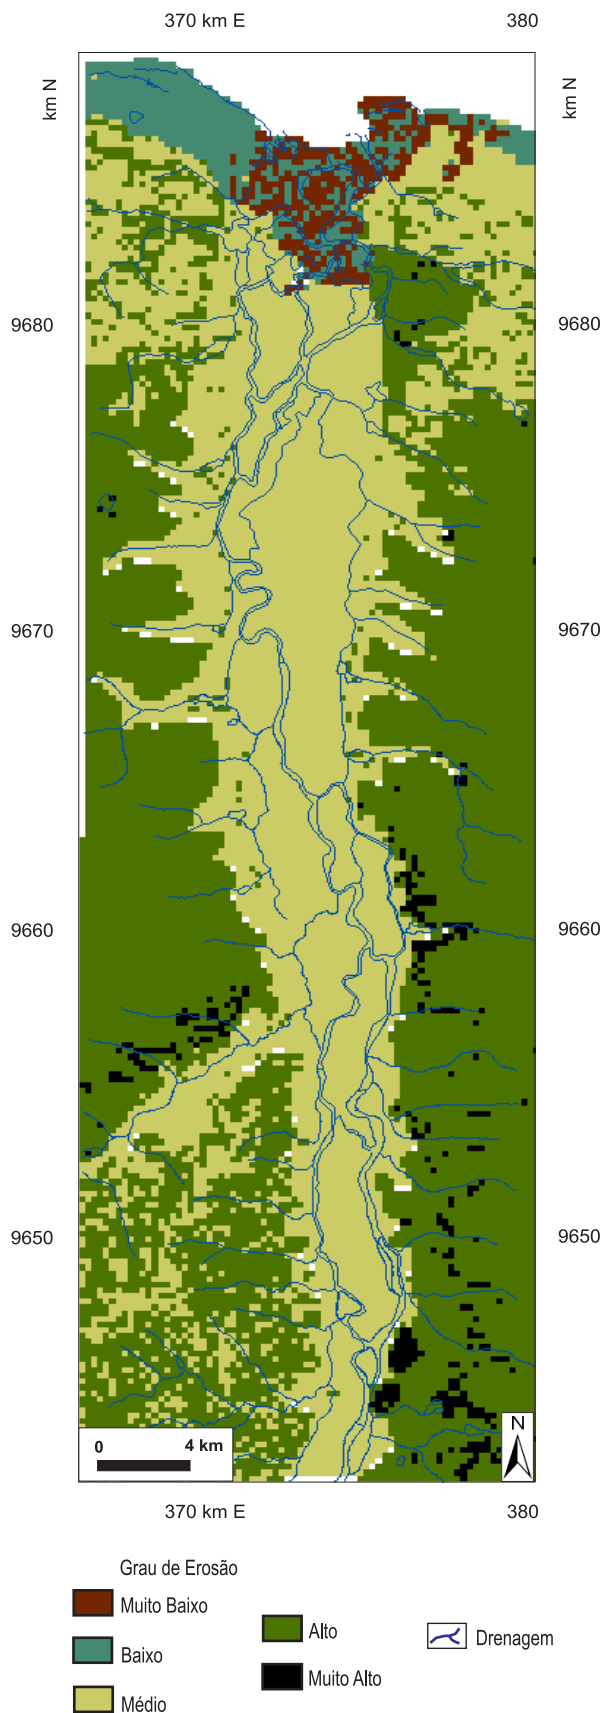 370 km E 380
km N km N
9680 9680
9670 9670
9660 9660
9650 9650
N
0 4 km
370 km E 380
Grau de Erosão
Muito Baixo
Alto
Drenagem
Baixo
Muito Alto
Médio